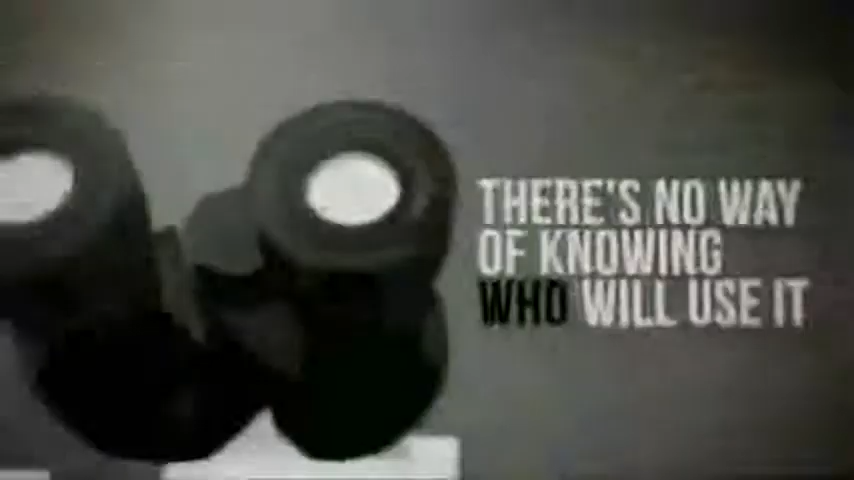 THERE'S NO WAY
OF KNOWING
WHO WILL USE IT